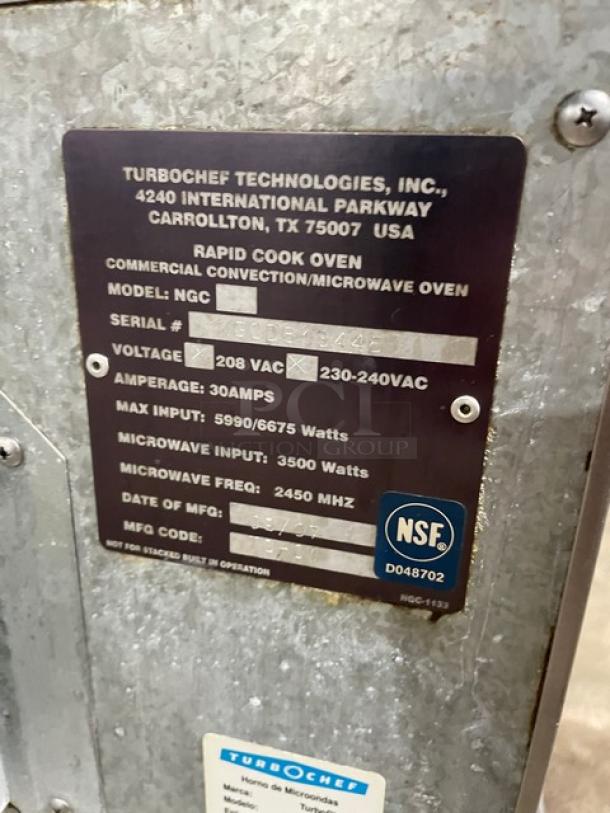 TURBOCHEF TECHNOLOGIES, INC.,
4240 INTERNATIONAL PARKWAY
CARROLLTON, TX 75007 USA
RAPID COOK OVEN
COMMERCIAL CONVECTION/MICROWAVE OVEN
MODEL: NGC
SERIAL #
VOLTAGE X 208 VAC X 230-240VAC
AMPERAGE: 30AMPS
MAX INPUT: 5990/6675 Watts
MICROWAVE INPUT: 3500 Watts
MICROWAVE FREQ: 2450 MHZ
DATE OF MFG:
MFG CODE:
NOT FOR STACKED BUILT IN OPERATION
NSF®
D048702
NGC-1133
PCI
AUCTION GROUP
TURBOCHEF
Horno de Microondas
Marca:
Modelo: